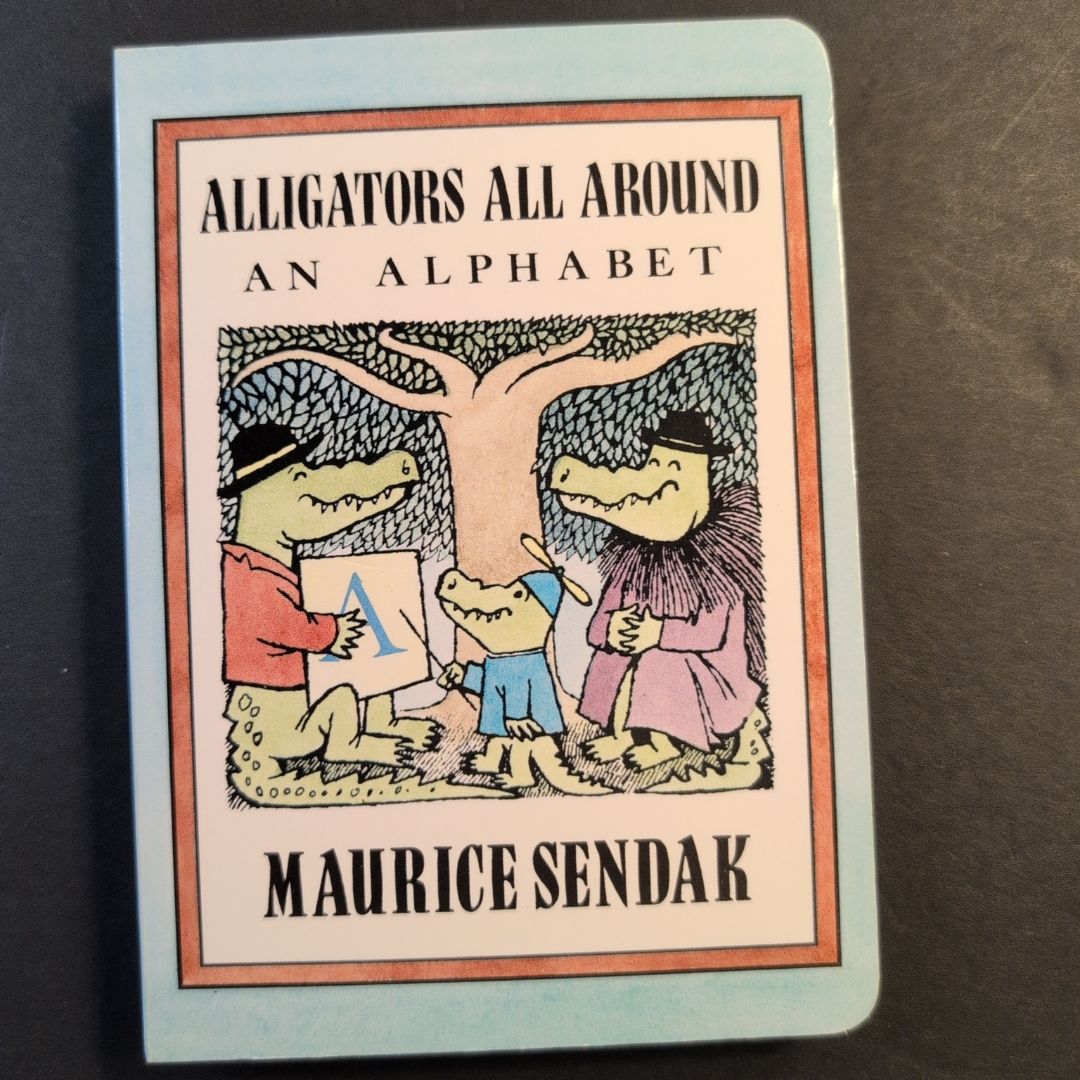 ALLIGATORS ALL AROUND
AN ALPHABET
A
MAURICE SENDAK